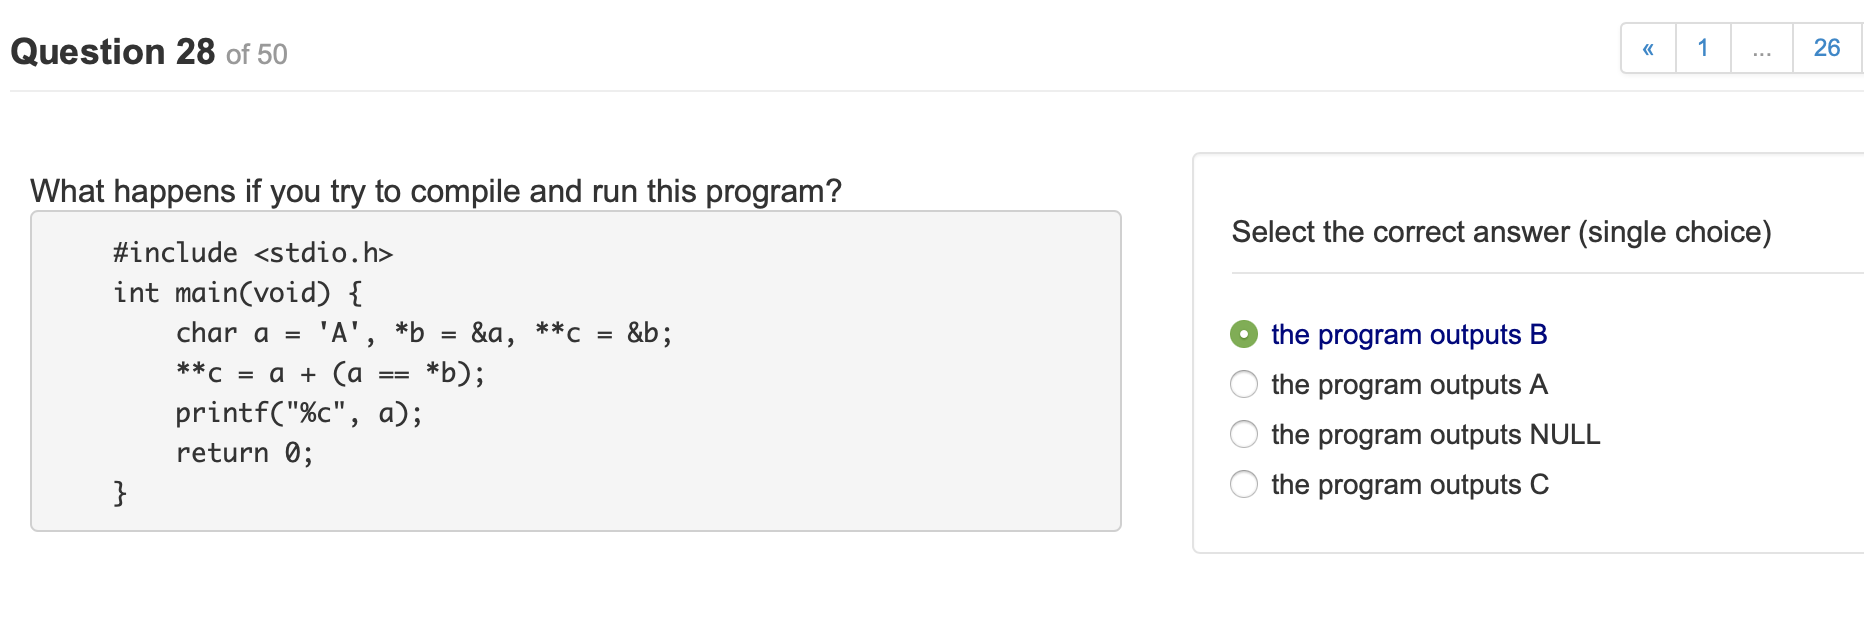 Question 28 of 50
« 1 ... 26
What happens if you try to compile and run this program?
#include <stdio.h>
int main(void) {
    char a = 'A', *b = &a, **c = &b;
    **c = a + (a == *b);
    printf("%c", a);
    return 0;
}
Select the correct answer (single choice)
the program outputs B
the program outputs A
the program outputs NULL
the program outputs C